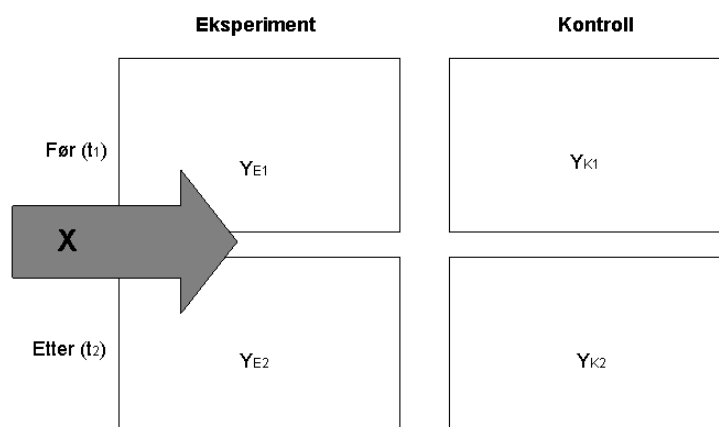 Eksperiment Kontroll
Før (t1)
YE1 YK1
X
Etter (t2)
YE2 YK2